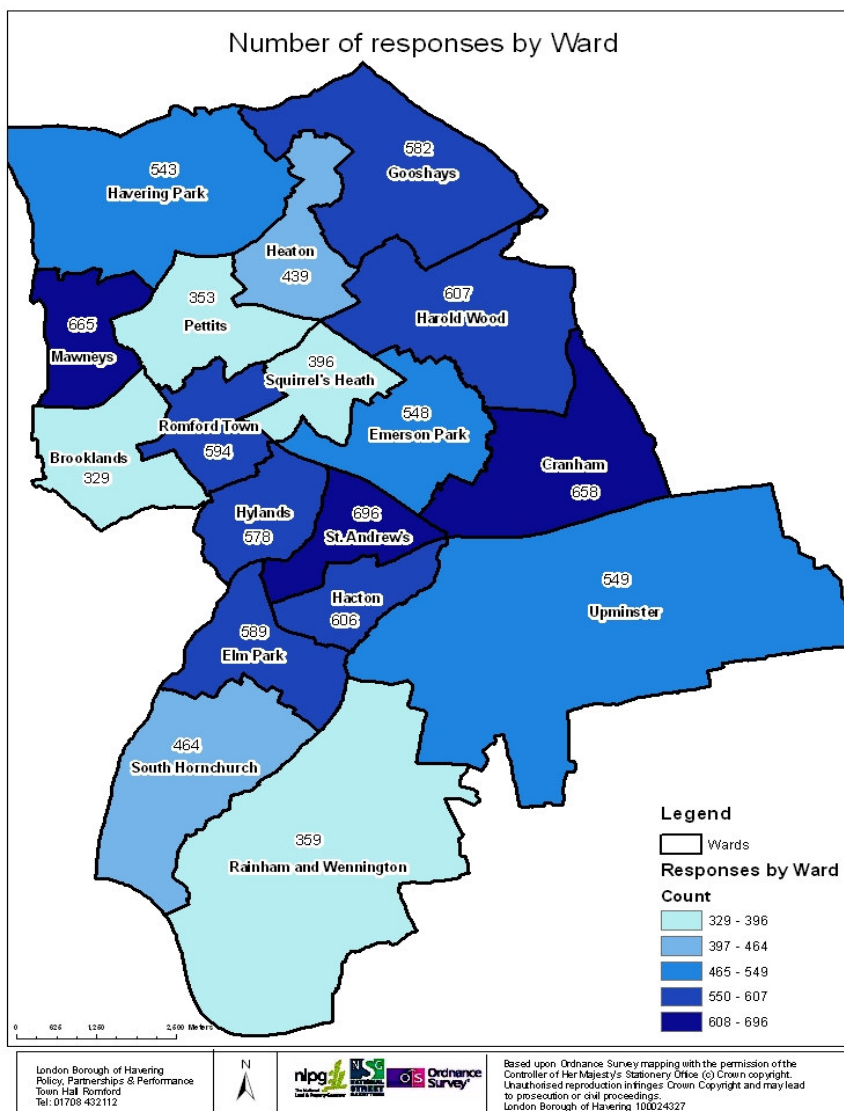 Number of responses by Ward
582
Gooshays
543
Havering Park
Heaton
439
353
Pettits
607
Harold Wood
665
Mawneys
396
Squirrel's Heath
548
Emerson Park
Romford Town
594
Brooklands
329
Cranham
658
Hylands
578
696
St. Andrew's
549
Upminster
Hacton
606
589
Elm Park
464
South Hornchurch
359
Rainham and Wennington
Legend
Wards
Responses by Ward
Count
329 - 396
397 - 464
465 - 549
550 - 607
608 - 696
0 625 1,250 2,500 Meters
London Borough of Havering
Policy, Partnerships & Performance
Town Hall Romford
Tel: 01708 432112
N
nlpg
NSG
NATIONAL
STREET
OS Ordnance
Survey
Based upon Ordnance Survey mapping with the permission of the
Controller of Her Majesty's Stationery Office (c) Crown copyright.
Unauthorised reproduction infringes Crown Copyright and may lead
to prosecution or civil proceedings.
London Borough of Havering 100024327